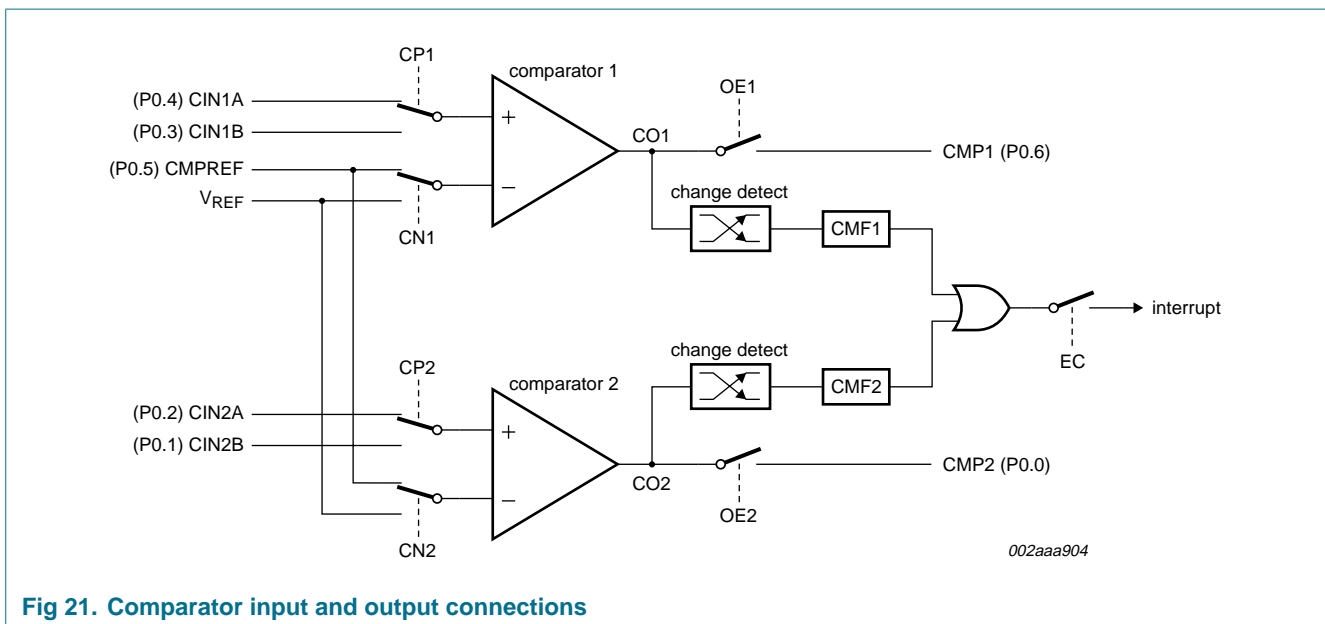 CP1
comparator 1
OE1
(P0.4) CIN1A
+
(P0.3) CIN1B
CO1
CMP1 (P0.6)
(P0.5) CMPREF
−
VREF
change detect
CN1
CMF1
interrupt
change detect
EC
CP2
comparator 2
CMF2
(P0.2) CIN2A
+
(P0.1) CIN2B
CO2
CMP2 (P0.0)
−
OE2
CN2
002aaa904
Fig 21. Comparator input and output connections